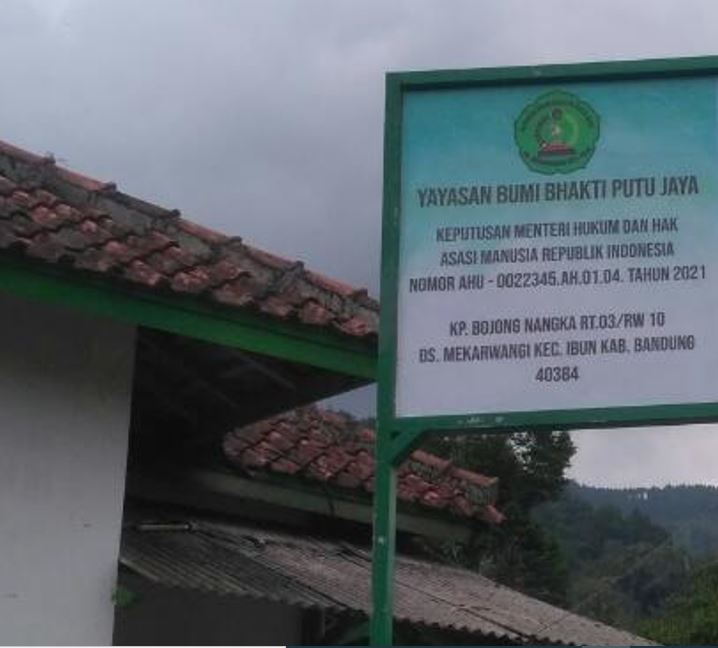 YAYASAN BUMI BHAKTI PUTU JAYA
KEPUTUSAN MENTERI HUKUM DAN HAK
ASASI MANUSIA REPUBLIK INDONESIA
NOMOR AHU - 0022345.AH.01.04. TAHUN 2021
KP. BOJONG NANGKA RT.03/RW 10
DS. MEKARWANGI KEC. IBUN KAB. BANDUNG
40384